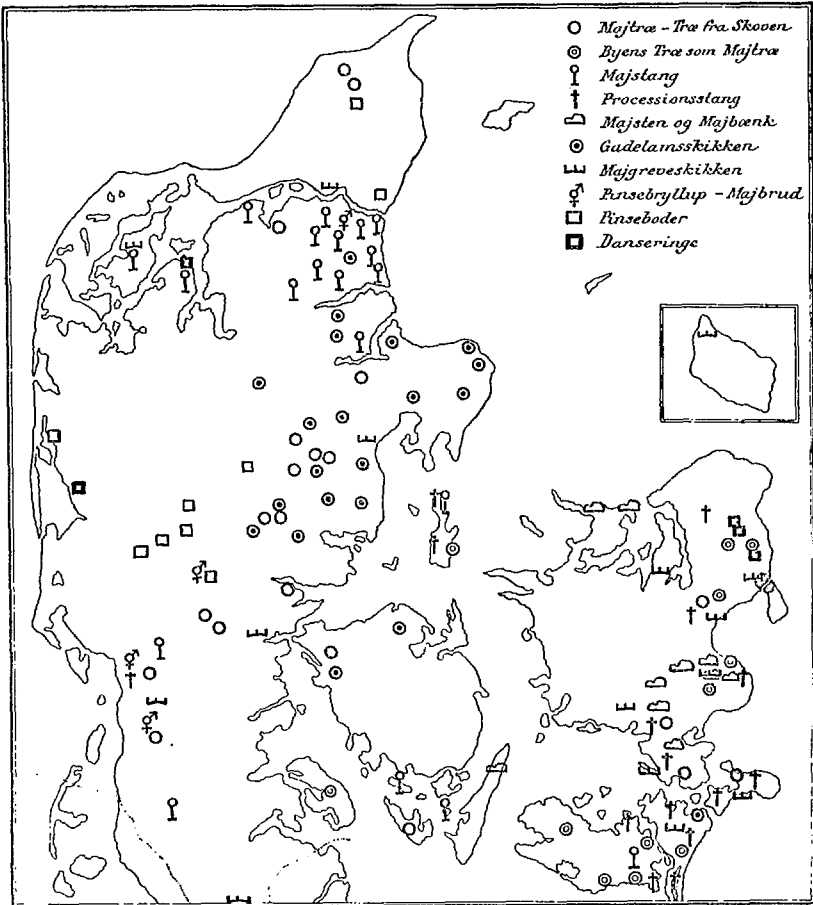 Majtræ - Træ fra Skoven
Byens Træ som Majtræ
Majstang
Processionsstang
Majsten og Majbænk
Gadelamsskikken
Majgreveskikken
Pinsebryllup - Majbrud
Pinseboder
Danseringe